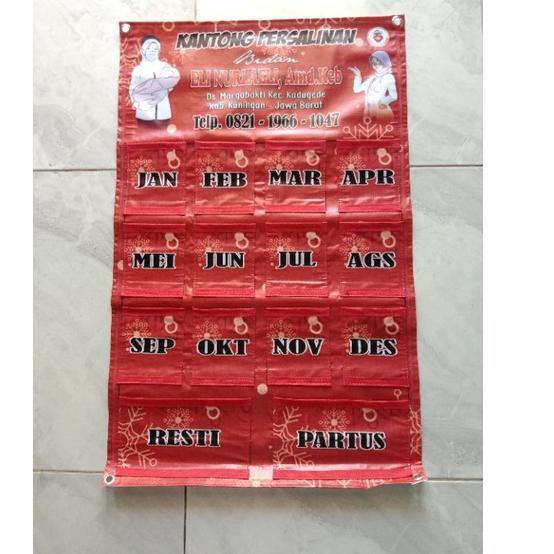 KANTONG PERSALINAN
Bidan
ELI NURLAELI, Amd.Keb
Ds. Margabakti Kec. Kadugede
Kab. Kuningan - Jawa Barat
Telp. 0821 - 1966 - 1047
JAN FEB MAR APR
MEI JUN JUL AGS
SEP OKT NOV DES
RESTI PARTUS